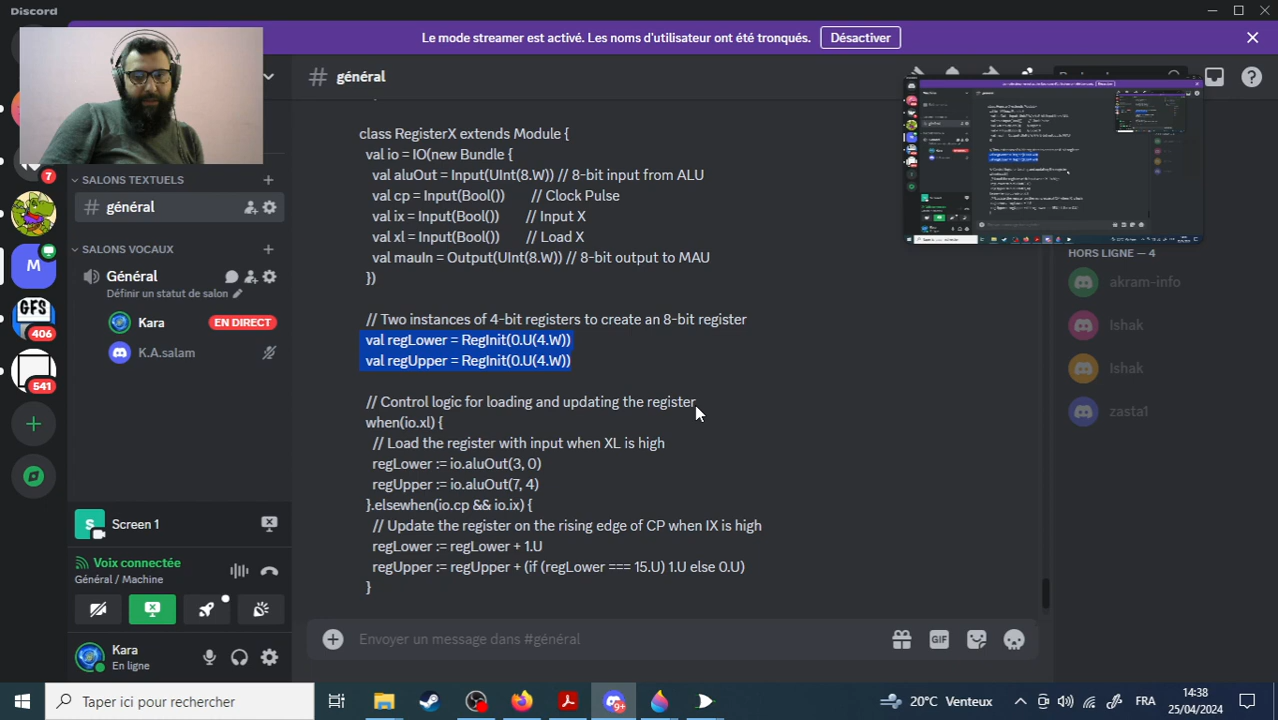 Discord
Le mode streamer est activé. Les noms d'utilisateur ont été tronqués.
Désactiver
général
class RegisterX extends Module {
val io = IO(new Bundle {
val aluOut = Input(UInt(8.W)) // 8-bit input from ALU
val cp = Input(Bool()) // Clock Pulse
val ix = Input(Bool()) // Input X
val xl = Input(Bool()) // Load X
val mauIn = Output(UInt(8.W)) // 8-bit output to MAU
})
// Two instances of 4-bit registers to create an 8-bit register
val regLower = RegInit(0.U(4.W))
val regUpper = RegInit(0.U(4.W))
// Control logic for loading and updating the register
when(io.xl) {
// Load the register with input when XL is high
regLower := io.aluOut(3, 0)
regUpper := io.aluOut(7, 4)
}.elsewhen(io.cp && io.ix) {
// Update the register on the rising edge of CP when IX is high
regLower := regLower + 1.U
regUpper := regUpper + (if (regLower === 15.U) 1.U else 0.U)
}
Envoyer un message dans #général
GIF
7
M
GFS
406
541
SALONS TEXTUELS
général
SALONS VOCAUX
Général
Définir un statut de salon
Kara
EN DIRECT
K.A.salam
S
Screen 1
Voix connectée
Général / Machine
Kara
En ligne
HORS LIGNE — 4
akram-info
Ishak
Ishak
zasta1
Taper ici pour rechercher
9+
20°C Venteux
FRA
14:38
25/04/2024